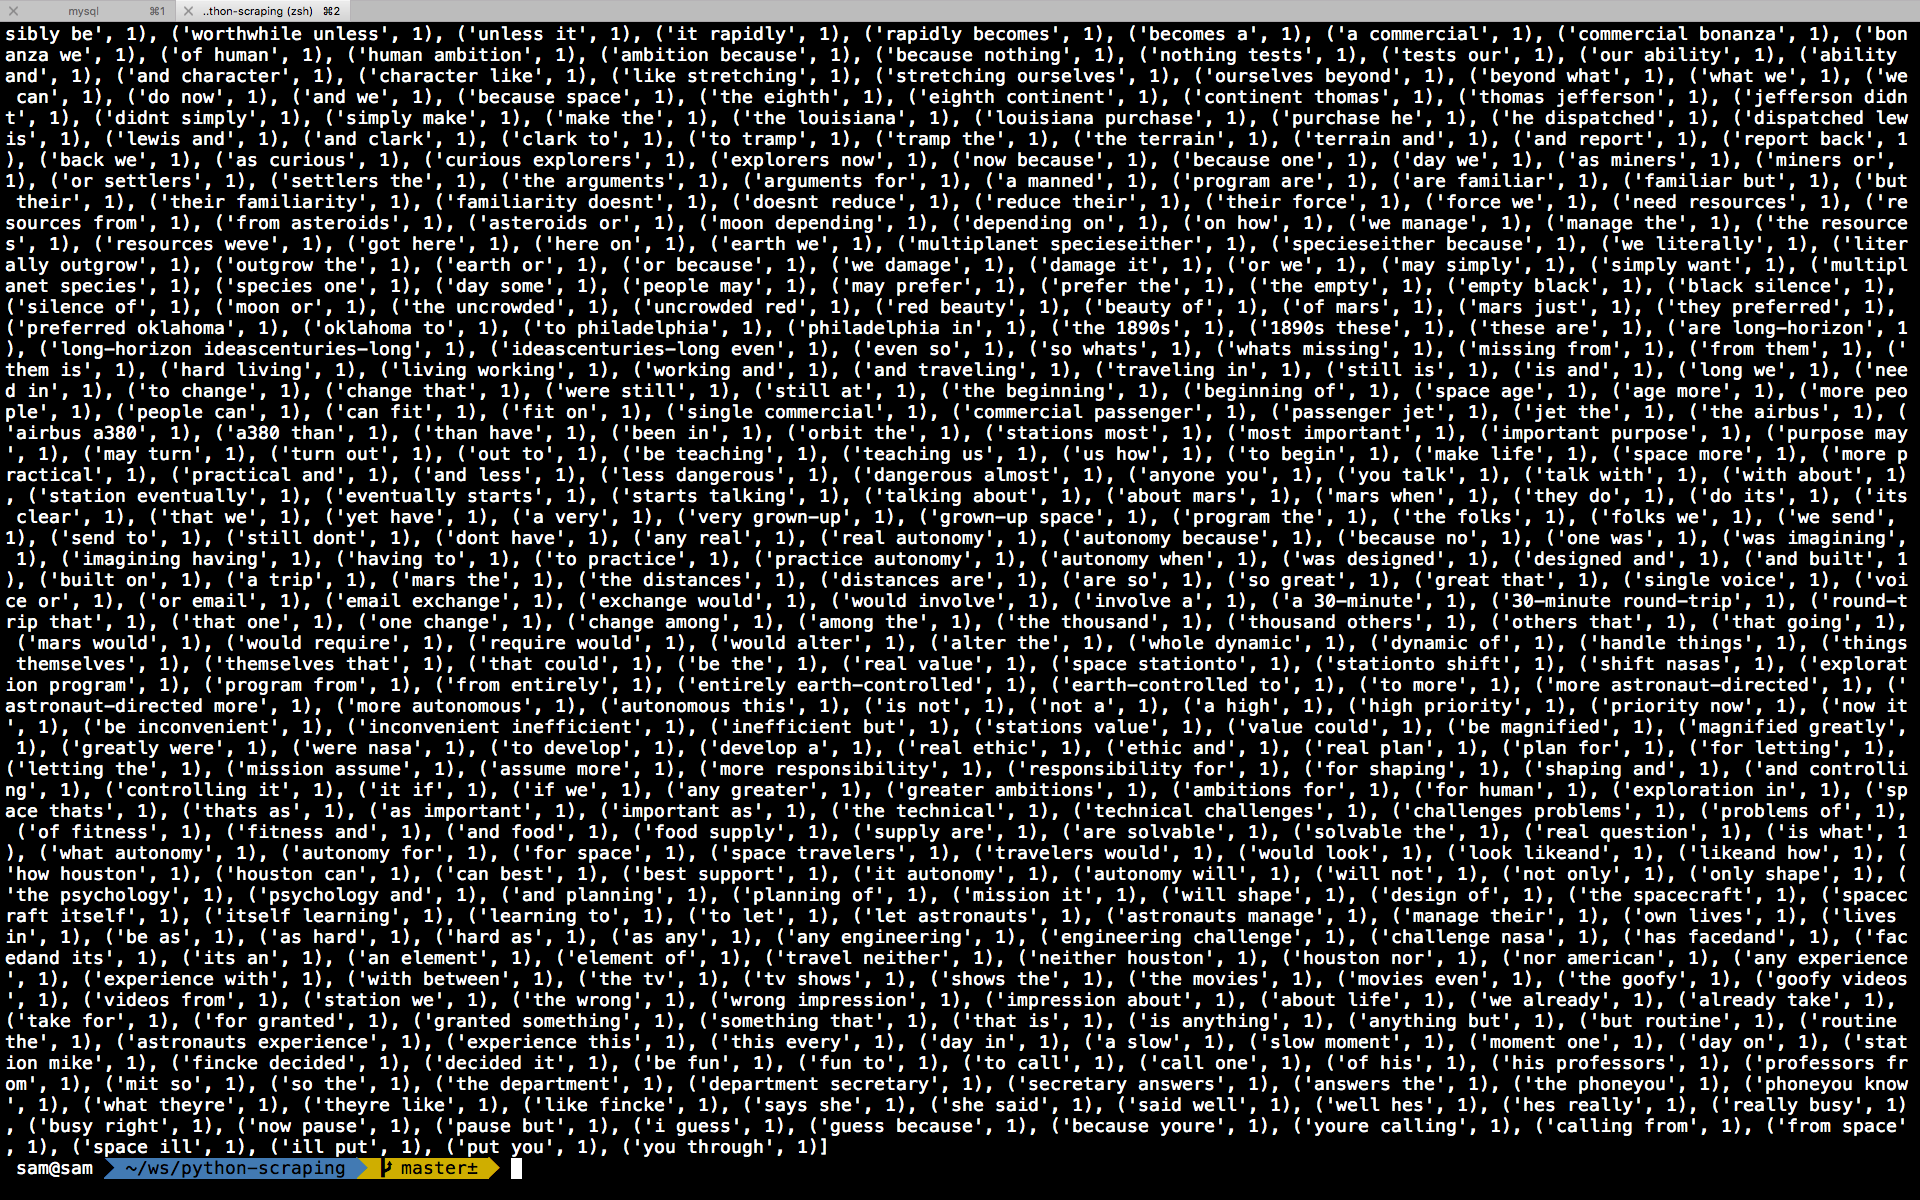 mysql ⌘1 ..thon-scraping (zsh) ⌘2
sibly be', 1), ('worthwhile unless', 1), ('unless it', 1), ('it rapidly', 1), ('rapidly becomes', 1), ('becomes a', 1), ('a commercial', 1), ('commercial bonanza', 1), ('bon
anza we', 1), ('of human', 1), ('human ambition', 1), ('ambition because', 1), ('because nothing', 1), ('nothing tests', 1), ('tests our', 1), ('our ability', 1), ('ability
and', 1), ('and character', 1), ('character like', 1), ('like stretching', 1), ('stretching ourselves', 1), ('ourselves beyond', 1), ('beyond what', 1), ('what we', 1), ('we
can', 1), ('do now', 1), ('and we', 1), ('because space', 1), ('the eighth', 1), ('eighth continent', 1), ('continent thomas', 1), ('thomas jefferson', 1), ('jefferson didn
t', 1), ('didnt simply', 1), ('simply make', 1), ('make the', 1), ('the louisiana', 1), ('louisiana purchase', 1), ('purchase he', 1), ('he dispatched', 1), ('dispatched lew
is', 1), ('lewis and', 1), ('and clark', 1), ('clark to', 1), ('to tramp', 1), ('tramp the', 1), ('the terrain', 1), ('terrain and', 1), ('and report', 1), ('report back', 1
), ('back we', 1), ('as curious', 1), ('curious explorers', 1), ('explorers now', 1), ('now because', 1), ('because one', 1), ('day we', 1), ('as miners', 1), ('miners or',
1), ('or settlers', 1), ('settlers the', 1), ('the arguments', 1), ('arguments for', 1), ('a manned', 1), ('program are', 1), ('are familiar', 1), ('familiar but', 1), ('but
their', 1), ('their familiarity', 1), ('familiarity doesnt', 1), ('doesnt reduce', 1), ('reduce their', 1), ('their force', 1), ('force we', 1), ('need resources', 1), ('re
sources from', 1), ('from asteroids', 1), ('asteroids or', 1), ('moon depending', 1), ('depending on', 1), ('on how', 1), ('we manage', 1), ('manage the', 1), ('the resource
s', 1), ('resources weve', 1), ('got here', 1), ('here on', 1), ('earth we', 1), ('multiplanet specieseither', 1), ('specieseither because', 1), ('we literally', 1), ('liter
ally outgrow', 1), ('outgrow the', 1), ('earth or', 1), ('or because', 1), ('we damage', 1), ('damage it', 1), ('or we', 1), ('may simply', 1), ('simply want', 1), ('multipl
anet species', 1), ('species one', 1), ('day some', 1), ('people may', 1), ('may prefer', 1), ('prefer the', 1), ('the empty', 1), ('empty black', 1), ('black silence', 1),
('silence of', 1), ('moon or', 1), ('the uncrowded', 1), ('uncrowded red', 1), ('red beauty', 1), ('beauty of', 1), ('of mars', 1), ('mars just', 1), ('they preferred', 1),
('preferred oklahoma', 1), ('oklahoma to', 1), ('to philadelphia', 1), ('philadelphia in', 1), ('the 1890s', 1), ('1890s these', 1), ('these are', 1), ('are long-horizon', 1
), ('long-horizon ideascenturies-long', 1), ('ideascenturies-long even', 1), ('even so', 1), ('so whats', 1), ('whats missing', 1), ('missing from', 1), ('from them', 1), ('
them is', 1), ('hard living', 1), ('living working', 1), ('working and', 1), ('and traveling', 1), ('traveling in', 1), ('still is', 1), ('is and', 1), ('long we', 1), ('nee
d in', 1), ('to change', 1), ('change that', 1), ('were still', 1), ('still at', 1), ('the beginning', 1), ('beginning of', 1), ('space age', 1), ('age more', 1), ('more peo
ple', 1), ('people can', 1), ('can fit', 1), ('fit on', 1), ('single commercial', 1), ('commercial passenger', 1), ('passenger jet', 1), ('jet the', 1), ('the airbus', 1), (
'airbus a380', 1), ('a380 than', 1), ('than have', 1), ('been in', 1), ('orbit the', 1), ('stations most', 1), ('most important', 1), ('important purpose', 1), ('purpose may
', 1), ('may turn', 1), ('turn out', 1), ('out to', 1), ('be teaching', 1), ('teaching us', 1), ('us how', 1), ('to begin', 1), ('make life', 1), ('space more', 1), ('more p
ractical', 1), ('practical and', 1), ('and less', 1), ('less dangerous', 1), ('dangerous almost', 1), ('anyone you', 1), ('you talk', 1), ('talk with', 1), ('with about', 1)
, ('station eventually', 1), ('eventually starts', 1), ('starts talking', 1), ('talking about', 1), ('about mars', 1), ('mars when', 1), ('they do', 1), ('do its', 1), ('its
clear', 1), ('that we', 1), ('yet have', 1), ('a very', 1), ('very grown-up', 1), ('grown-up space', 1), ('program the', 1), ('the folks', 1), ('folks we', 1), ('we send',
1), ('send to', 1), ('still dont', 1), ('dont have', 1), ('any real', 1), ('real autonomy', 1), ('autonomy because', 1), ('because no', 1), ('one was', 1), ('was imagining',
1), ('imagining having', 1), ('having to', 1), ('to practice', 1), ('practice autonomy', 1), ('autonomy when', 1), ('was designed', 1), ('designed and', 1), ('and built', 1
), ('built on', 1), ('a trip', 1), ('mars the', 1), ('the distances', 1), ('distances are', 1), ('are so', 1), ('so great', 1), ('great that', 1), ('single voice', 1), ('voi
ce or', 1), ('or email', 1), ('email exchange', 1), ('exchange would', 1), ('would involve', 1), ('involve a', 1), ('a 30-minute', 1), ('30-minute round-trip', 1), ('round-t
rip that', 1), ('that one', 1), ('one change', 1), ('change among', 1), ('among the', 1), ('the thousand', 1), ('thousand others', 1), ('others that', 1), ('that going', 1),
('mars would', 1), ('would require', 1), ('require would', 1), ('would alter', 1), ('alter the', 1), ('whole dynamic', 1), ('dynamic of', 1), ('handle things', 1), ('things
themselves', 1), ('themselves that', 1), ('that could', 1), ('be the', 1), ('real value', 1), ('space stationto', 1), ('stationto shift', 1), ('shift nasas', 1), ('explorat
ion program', 1), ('program from', 1), ('from entirely', 1), ('entirely earth-controlled', 1), ('earth-controlled to', 1), ('to more', 1), ('more astronaut-directed', 1), ('
astronaut-directed more', 1), ('more autonomous', 1), ('autonomous this', 1), ('is not', 1), ('not a', 1), ('a high', 1), ('high priority', 1), ('priority now', 1), ('now it
', 1), ('be inconvenient', 1), ('inconvenient inefficient', 1), ('inefficient but', 1), ('stations value', 1), ('value could', 1), ('be magnified', 1), ('magnified greatly',
1), ('greatly were', 1), ('were nasa', 1), ('to develop', 1), ('develop a', 1), ('real ethic', 1), ('ethic and', 1), ('real plan', 1), ('plan for', 1), ('for letting', 1),
('letting the', 1), ('mission assume', 1), ('assume more', 1), ('more responsibility', 1), ('responsibility for', 1), ('for shaping', 1), ('shaping and', 1), ('and controlli
ng', 1), ('controlling it', 1), ('it if', 1), ('if we', 1), ('any greater', 1), ('greater ambitions', 1), ('ambitions for', 1), ('for human', 1), ('exploration in', 1), ('sp
ace thats', 1), ('thats as', 1), ('as important', 1), ('important as', 1), ('the technical', 1), ('technical challenges', 1), ('challenges problems', 1), ('problems of', 1),
('of fitness', 1), ('fitness and', 1), ('and food', 1), ('food supply', 1), ('supply are', 1), ('are solvable', 1), ('solvable the', 1), ('real question', 1), ('is what', 1
), ('what autonomy', 1), ('autonomy for', 1), ('for space', 1), ('space travelers', 1), ('travelers would', 1), ('would look', 1), ('look likeand', 1), ('likeand how', 1), (
'how houston', 1), ('houston can', 1), ('can best', 1), ('best support', 1), ('it autonomy', 1), ('autonomy will', 1), ('will not', 1), ('not only', 1), ('only shape', 1), (
'the psychology', 1), ('psychology and', 1), ('and planning', 1), ('planning of', 1), ('mission it', 1), ('will shape', 1), ('design of', 1), ('the spacecraft', 1), ('spacec
raft itself', 1), ('itself learning', 1), ('learning to', 1), ('to let', 1), ('let astronauts', 1), ('astronauts manage', 1), ('manage their', 1), ('own lives', 1), ('lives
in', 1), ('be as', 1), ('as hard', 1), ('hard as', 1), ('as any', 1), ('any engineering', 1), ('engineering challenge', 1), ('challenge nasa', 1), ('has facedand', 1), ('fac
edand its', 1), ('its an', 1), ('an element', 1), ('element of', 1), ('travel neither', 1), ('neither houston', 1), ('houston nor', 1), ('nor american', 1), ('any experience
', 1), ('experience with', 1), ('with between', 1), ('the tv', 1), ('tv shows', 1), ('shows the', 1), ('the movies', 1), ('movies even', 1), ('the goofy', 1), ('goofy videos
', 1), ('videos from', 1), ('station we', 1), ('the wrong', 1), ('wrong impression', 1), ('impression about', 1), ('about life', 1), ('we already', 1), ('already take', 1),
('take for', 1), ('for granted', 1), ('granted something', 1), ('something that', 1), ('that is', 1), ('is anything', 1), ('anything but', 1), ('but routine', 1), ('routine
the', 1), ('astronauts experience', 1), ('experience this', 1), ('this every', 1), ('day in', 1), ('a slow', 1), ('slow moment', 1), ('moment one', 1), ('day on', 1), ('stat
ion mike', 1), ('fincke decided', 1), ('decided it', 1), ('be fun', 1), ('fun to', 1), ('to call', 1), ('call one', 1), ('of his', 1), ('his professors', 1), ('professors fr
om', 1), ('mit so', 1), ('so the', 1), ('the department', 1), ('department secretary', 1), ('secretary answers', 1), ('answers the', 1), ('the phoneyou', 1), ('phoneyou know
', 1), ('what theyre', 1), ('theyre like', 1), ('like fincke', 1), ('says she', 1), ('she said', 1), ('said well', 1), ('well hes', 1), ('hes really', 1), ('really busy', 1)
, ('busy right', 1), ('now pause', 1), ('pause but', 1), ('i guess', 1), ('guess because', 1), ('because youre', 1), ('youre calling', 1), ('calling from', 1), ('from space'
, 1), ('space ill', 1), ('ill put', 1), ('put you', 1), ('you through', 1)]
sam@sam ~/ws/python-scraping master±